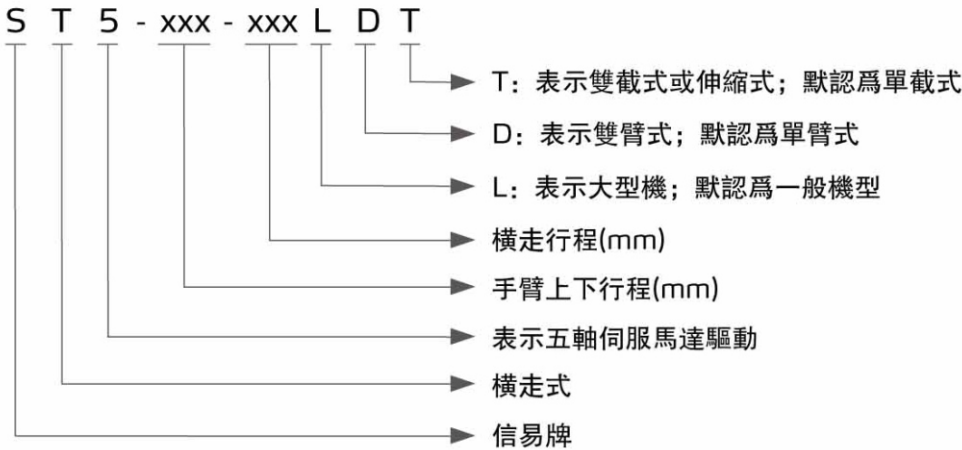 S T 5 - xxx - xxx L D T
T: 表示雙截式或伸縮式；默認爲單截式
D: 表示雙臂式；默認爲單臂式
L: 表示大型機；默認爲一般機型
橫走行程(mm)
手臂上下行程(mm)
表示五軸伺服馬達驅動
橫走式
信易牌